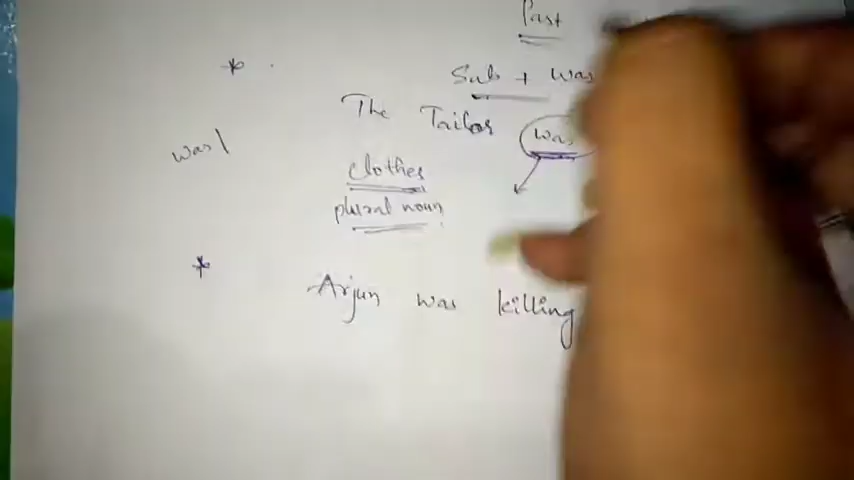 Past
* Sub + was
The Tailor was
was/
clothes
plural noun
* Arjun was killing